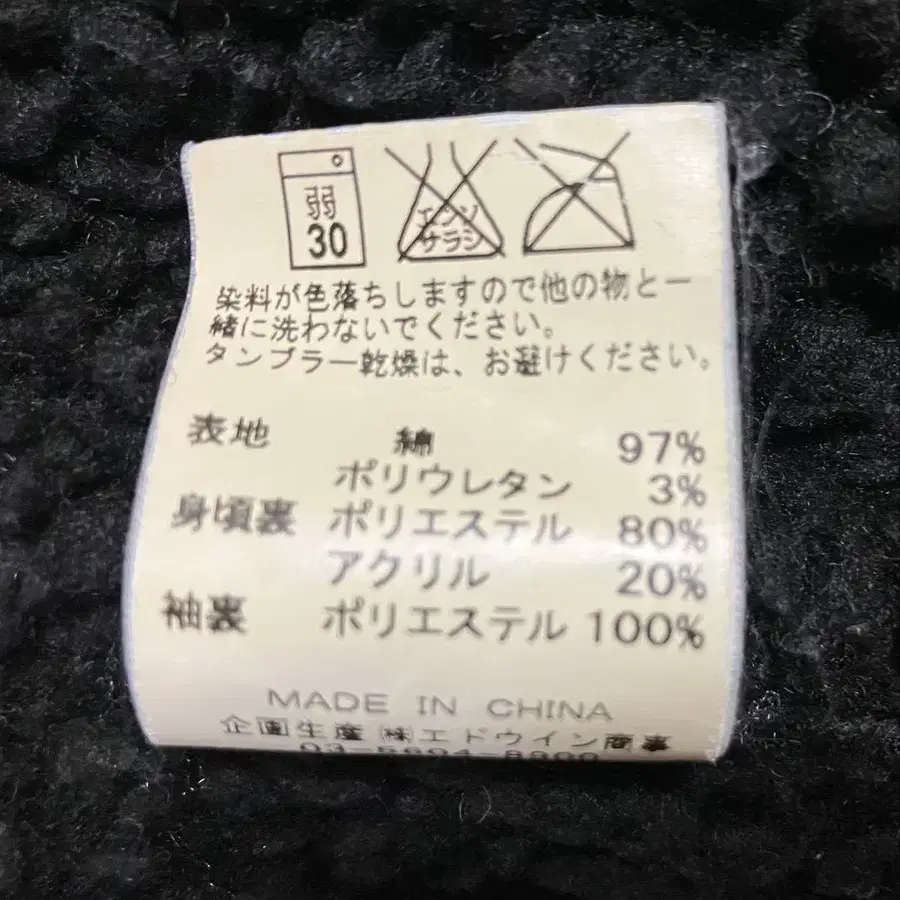 弱
30
エンソ
サラシ
染料が色落ちしますので他の物と一
緒に洗わないでください。
タンブラー乾燥は、お避けください。
表地 綿 97%
ポリウレタン 3%
身頃裏 ポリエステル 80%
アクリル 20%
袖裏 ポリエステル 100%
MADE IN CHINA
企画生産 ㈱エドウイン商事